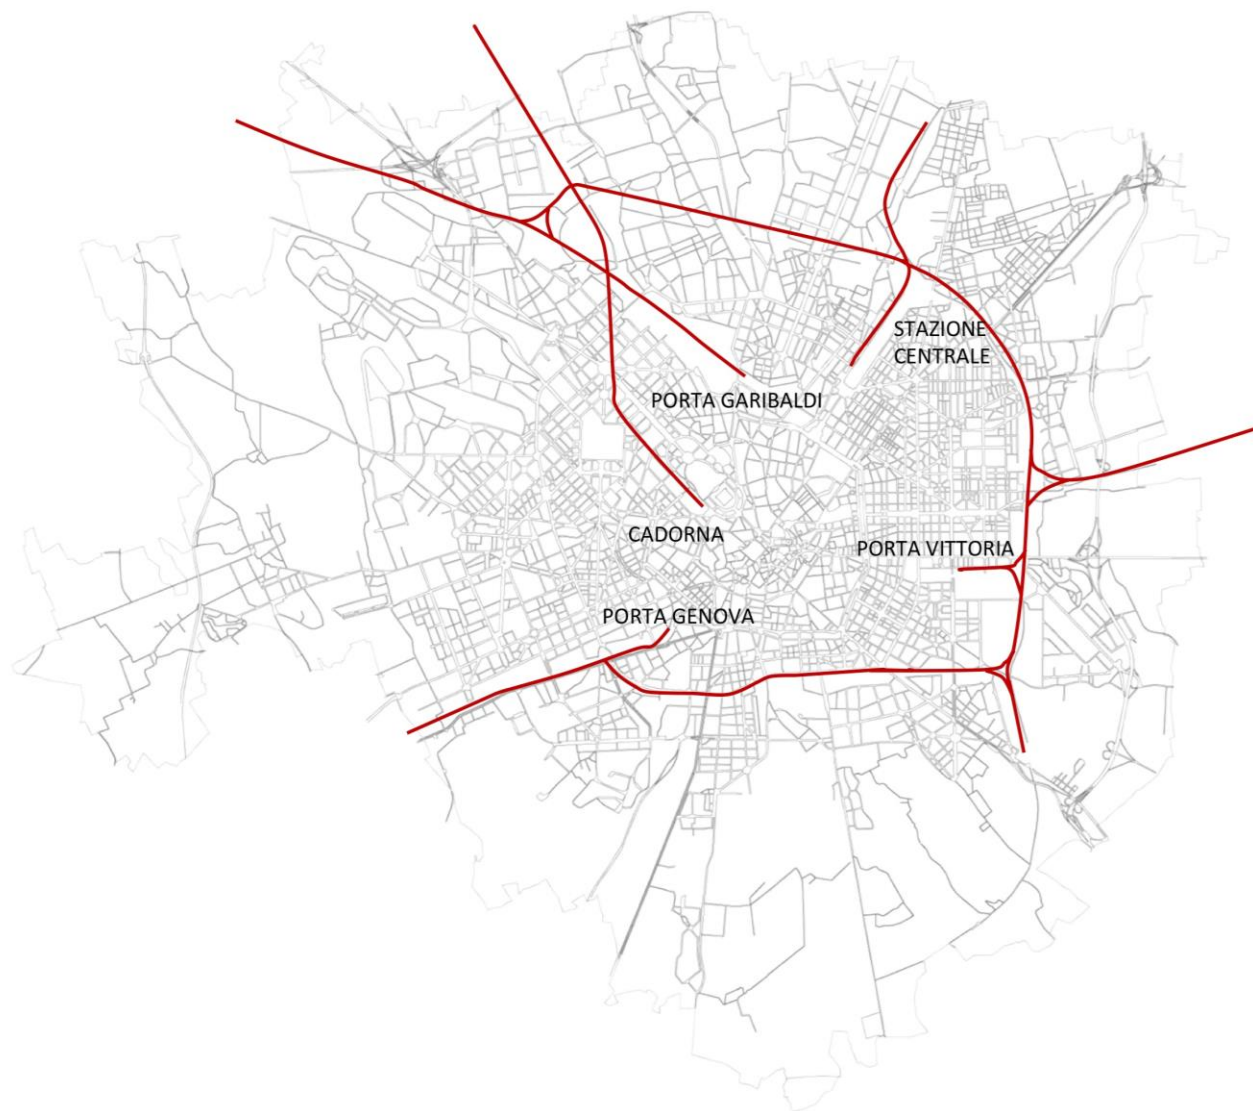 STAZIONE
CENTRALE
PORTA GARIBALDI
CADORNA
PORTA VITTORIA
PORTA GENOVA